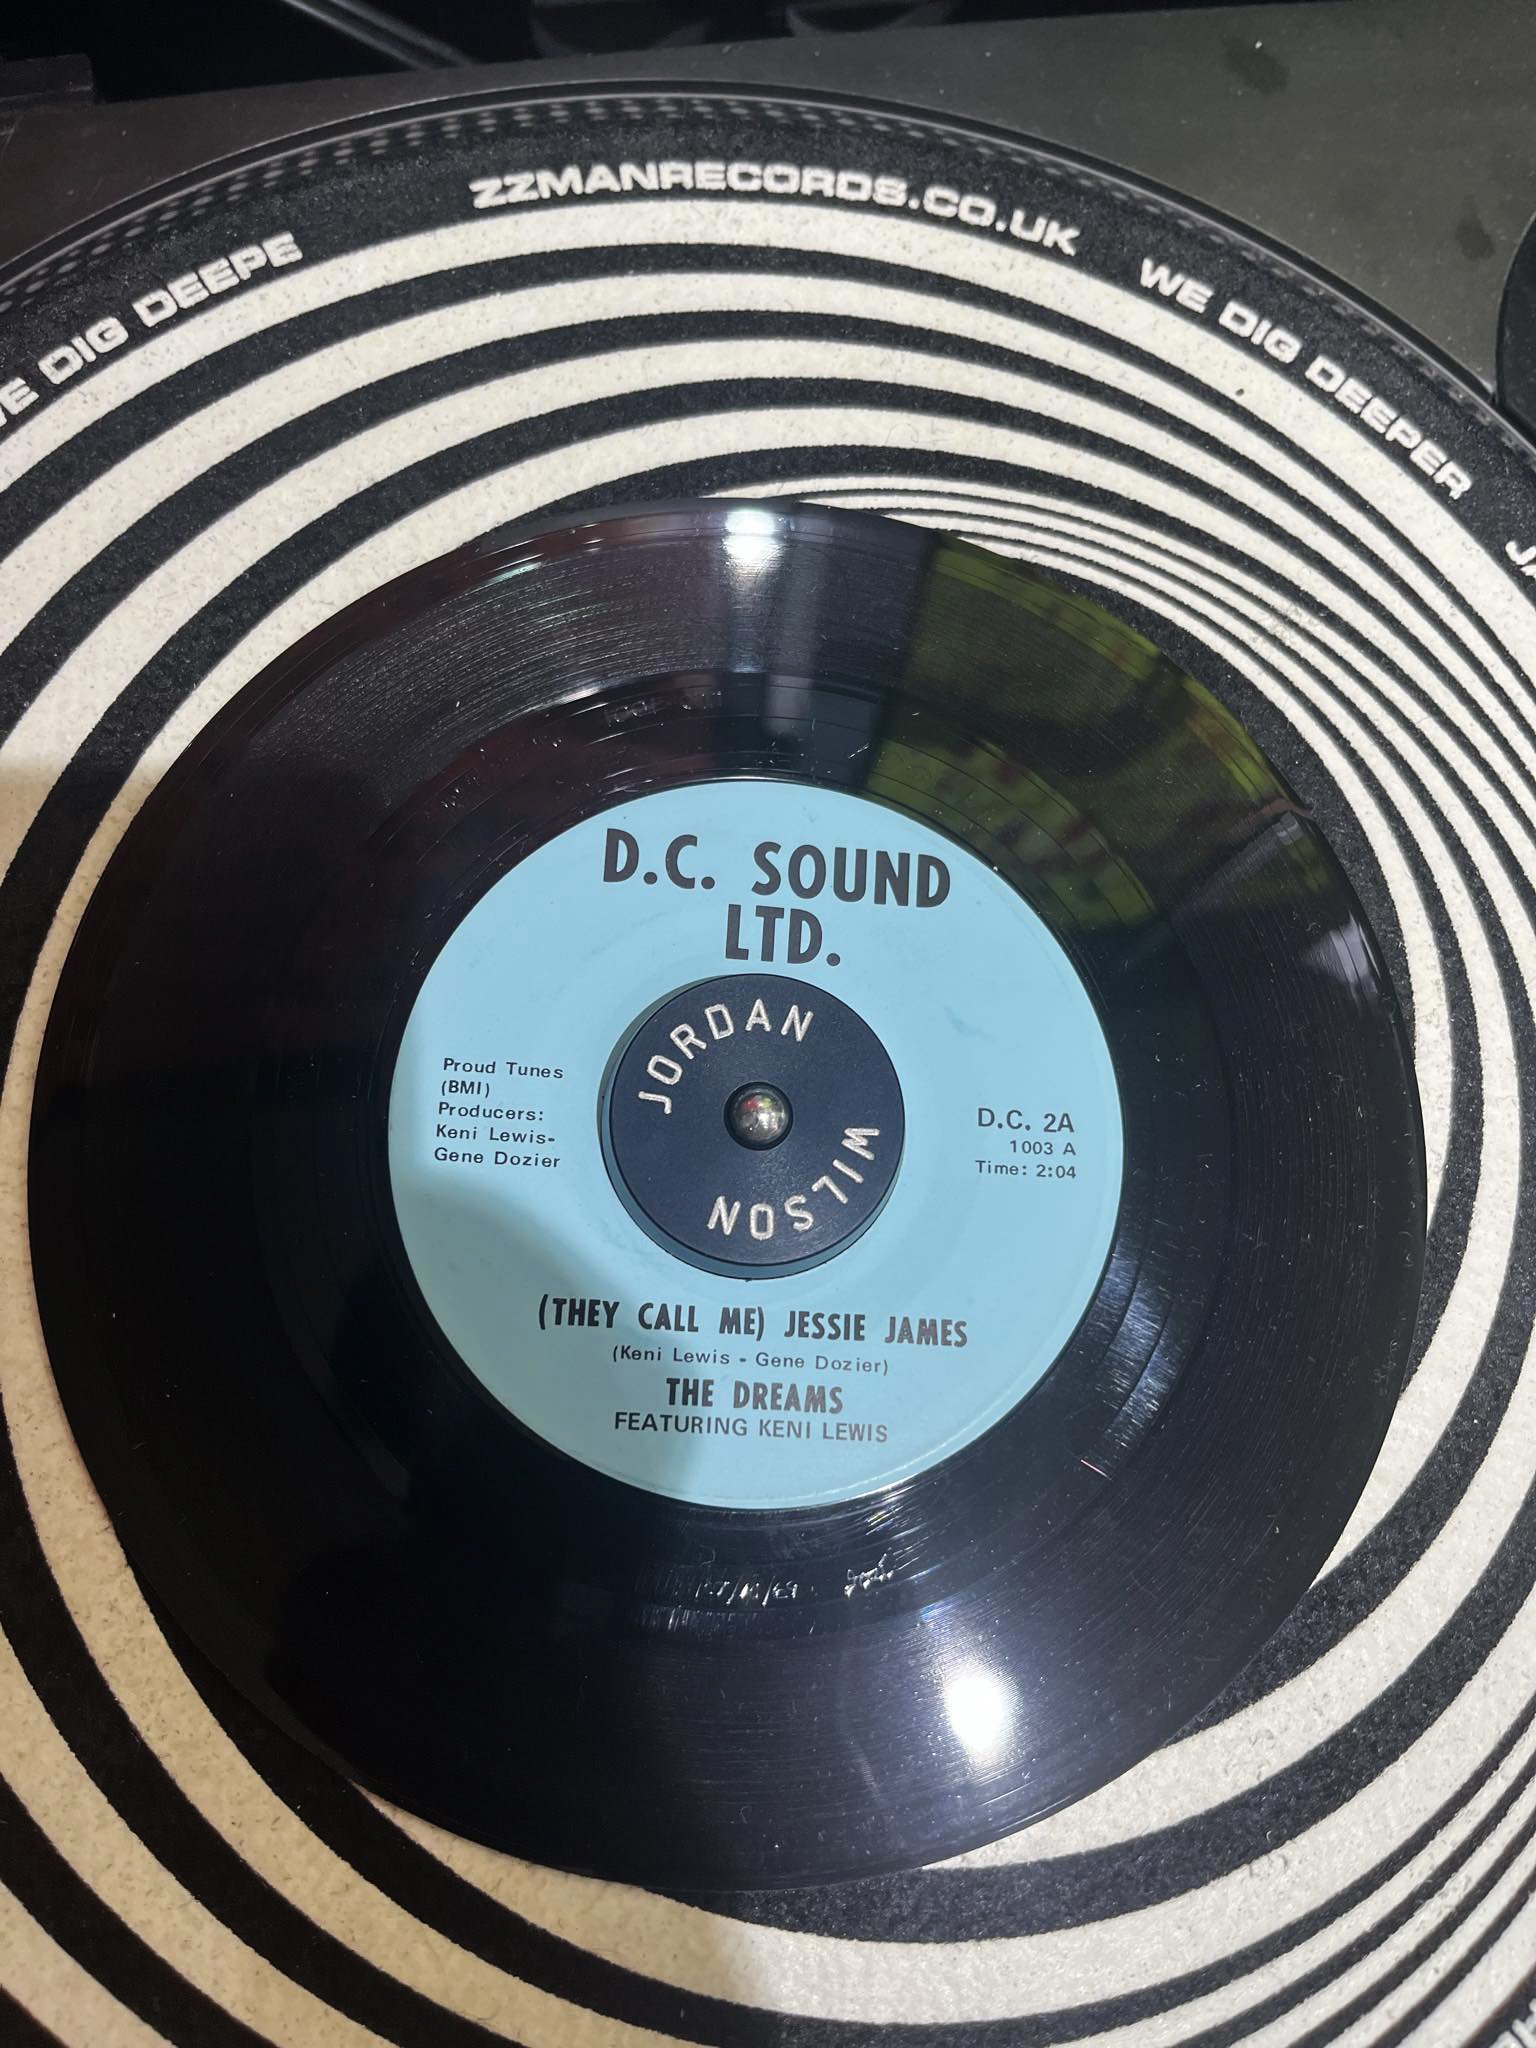 ZZMANRECORDS.CO.UK
WE DIG DEEPER
DIG DEEPE
D.C. SOUND
LTD.
JORDAN
WILSON
Proud Tunes
(BMI)
Producers:
Keni Lewis-
Gene Dozier
D.C. 2A
1003 A
Time: 2:04
(THEY CALL ME) JESSIE JAMES
(Keni Lewis - Gene Dozier)
THE DREAMS
FEATURING KENI LEWIS